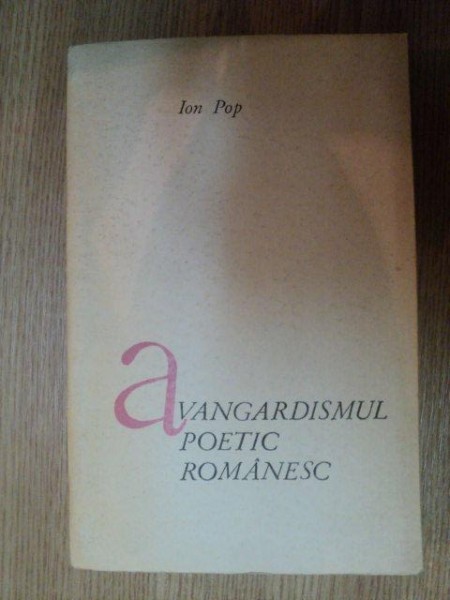 Ion Pop
aVANGARDISMUL
POETIC
ROMÂNESC